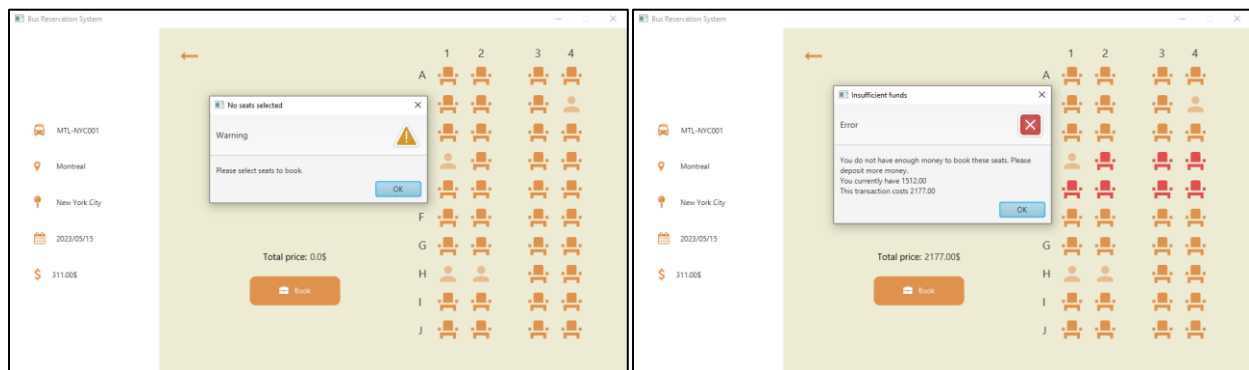 Bus Reservation System
1 2 3 4
A
No seats selected
Warning
Please select seats to book.
OK
MTL-NYC001
Montreal
New York City
2023/05/15
311.00$
F
G
H
I
J
Total price: 0.0$
Book
Bus Reservation System
1 2 3 4
A
Insufficient funds
Error
You do not have enough money to book these seats. Please
deposit more money.
You currently have 1512.00
This transaction costs 2177.00
OK
MTL-NYC001
Montreal
New York City
2023/05/15
311.00$
G
H
I
J
Total price: 2177.00$
Book